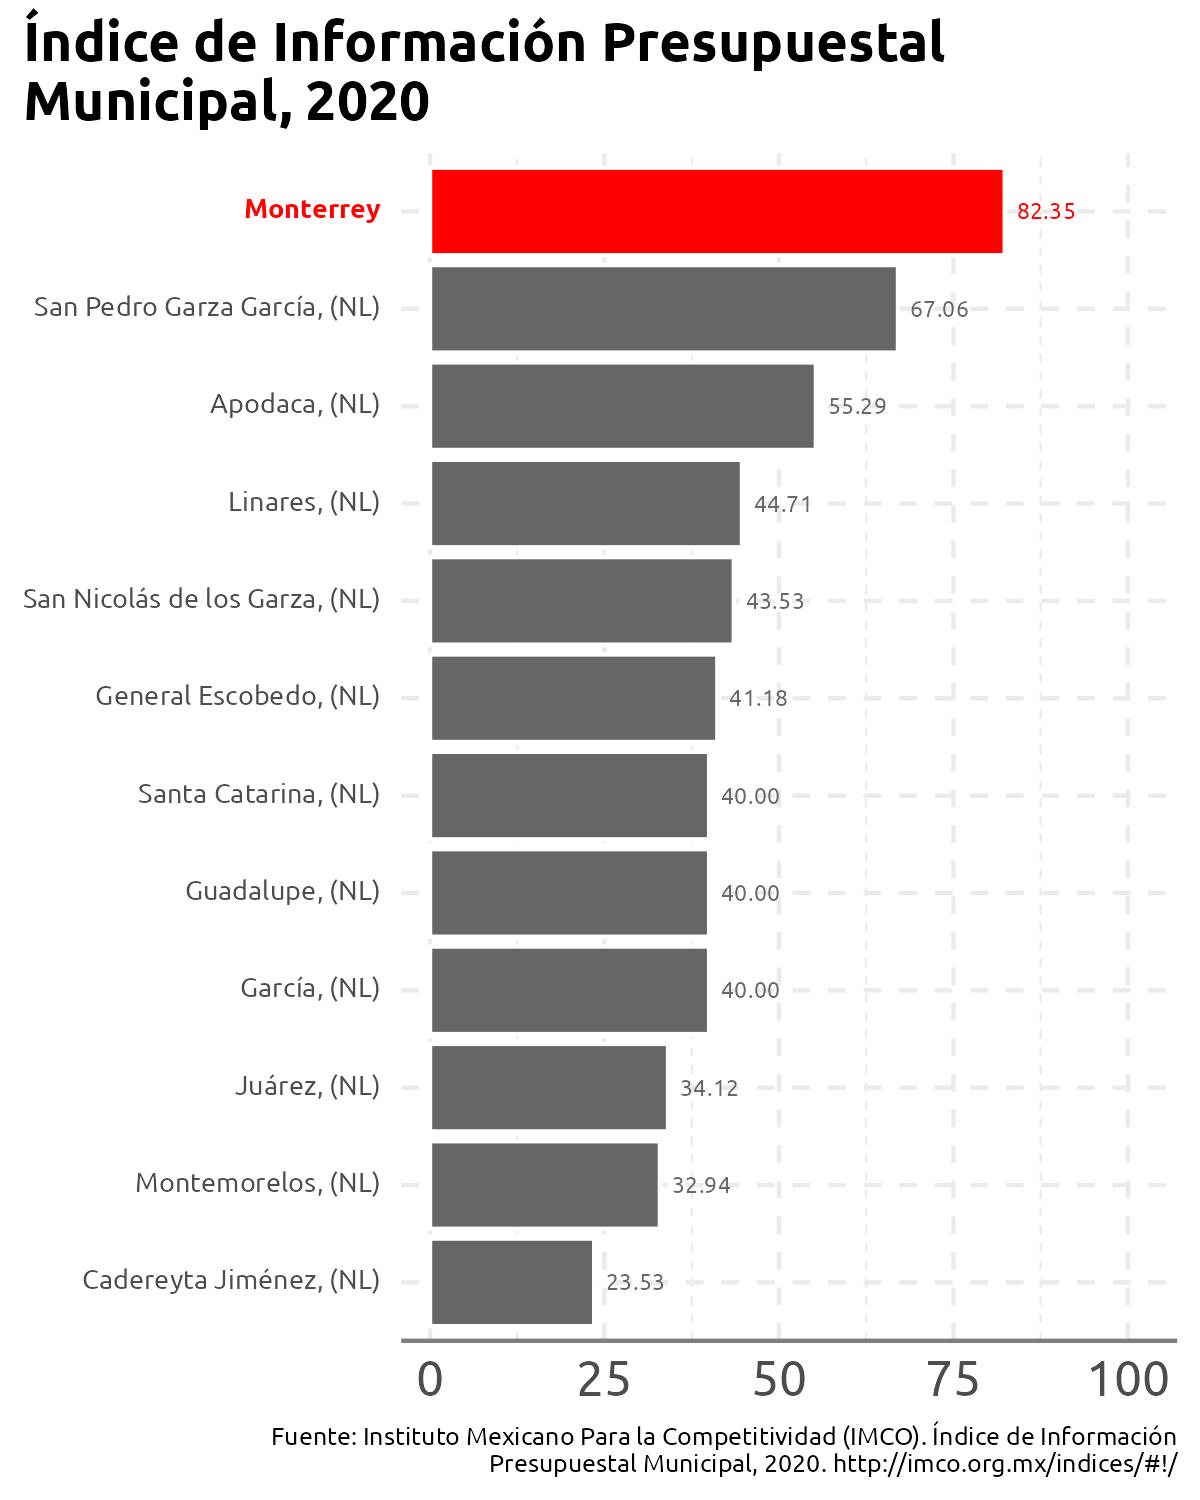 Índice de Información Presupuestal
Municipal, 2020
Monterrey 82.35
San Pedro Garza García, (NL) 67.06
Apodaca, (NL) 55.29
Linares, (NL) 44.71
San Nicolás de los Garza, (NL) 43.53
General Escobedo, (NL) 41.18
Santa Catarina, (NL) 40.00
Guadalupe, (NL) 40.00
García, (NL) 40.00
Juárez, (NL) 34.12
Montemorelos, (NL) 32.94
Cadereyta Jiménez, (NL) 23.53
0 25 50 75 100
Fuente: Instituto Mexicano Para la Competitividad (IMCO). Índice de Información
Presupuestal Municipal, 2020. http://imco.org.mx/indices/#!/